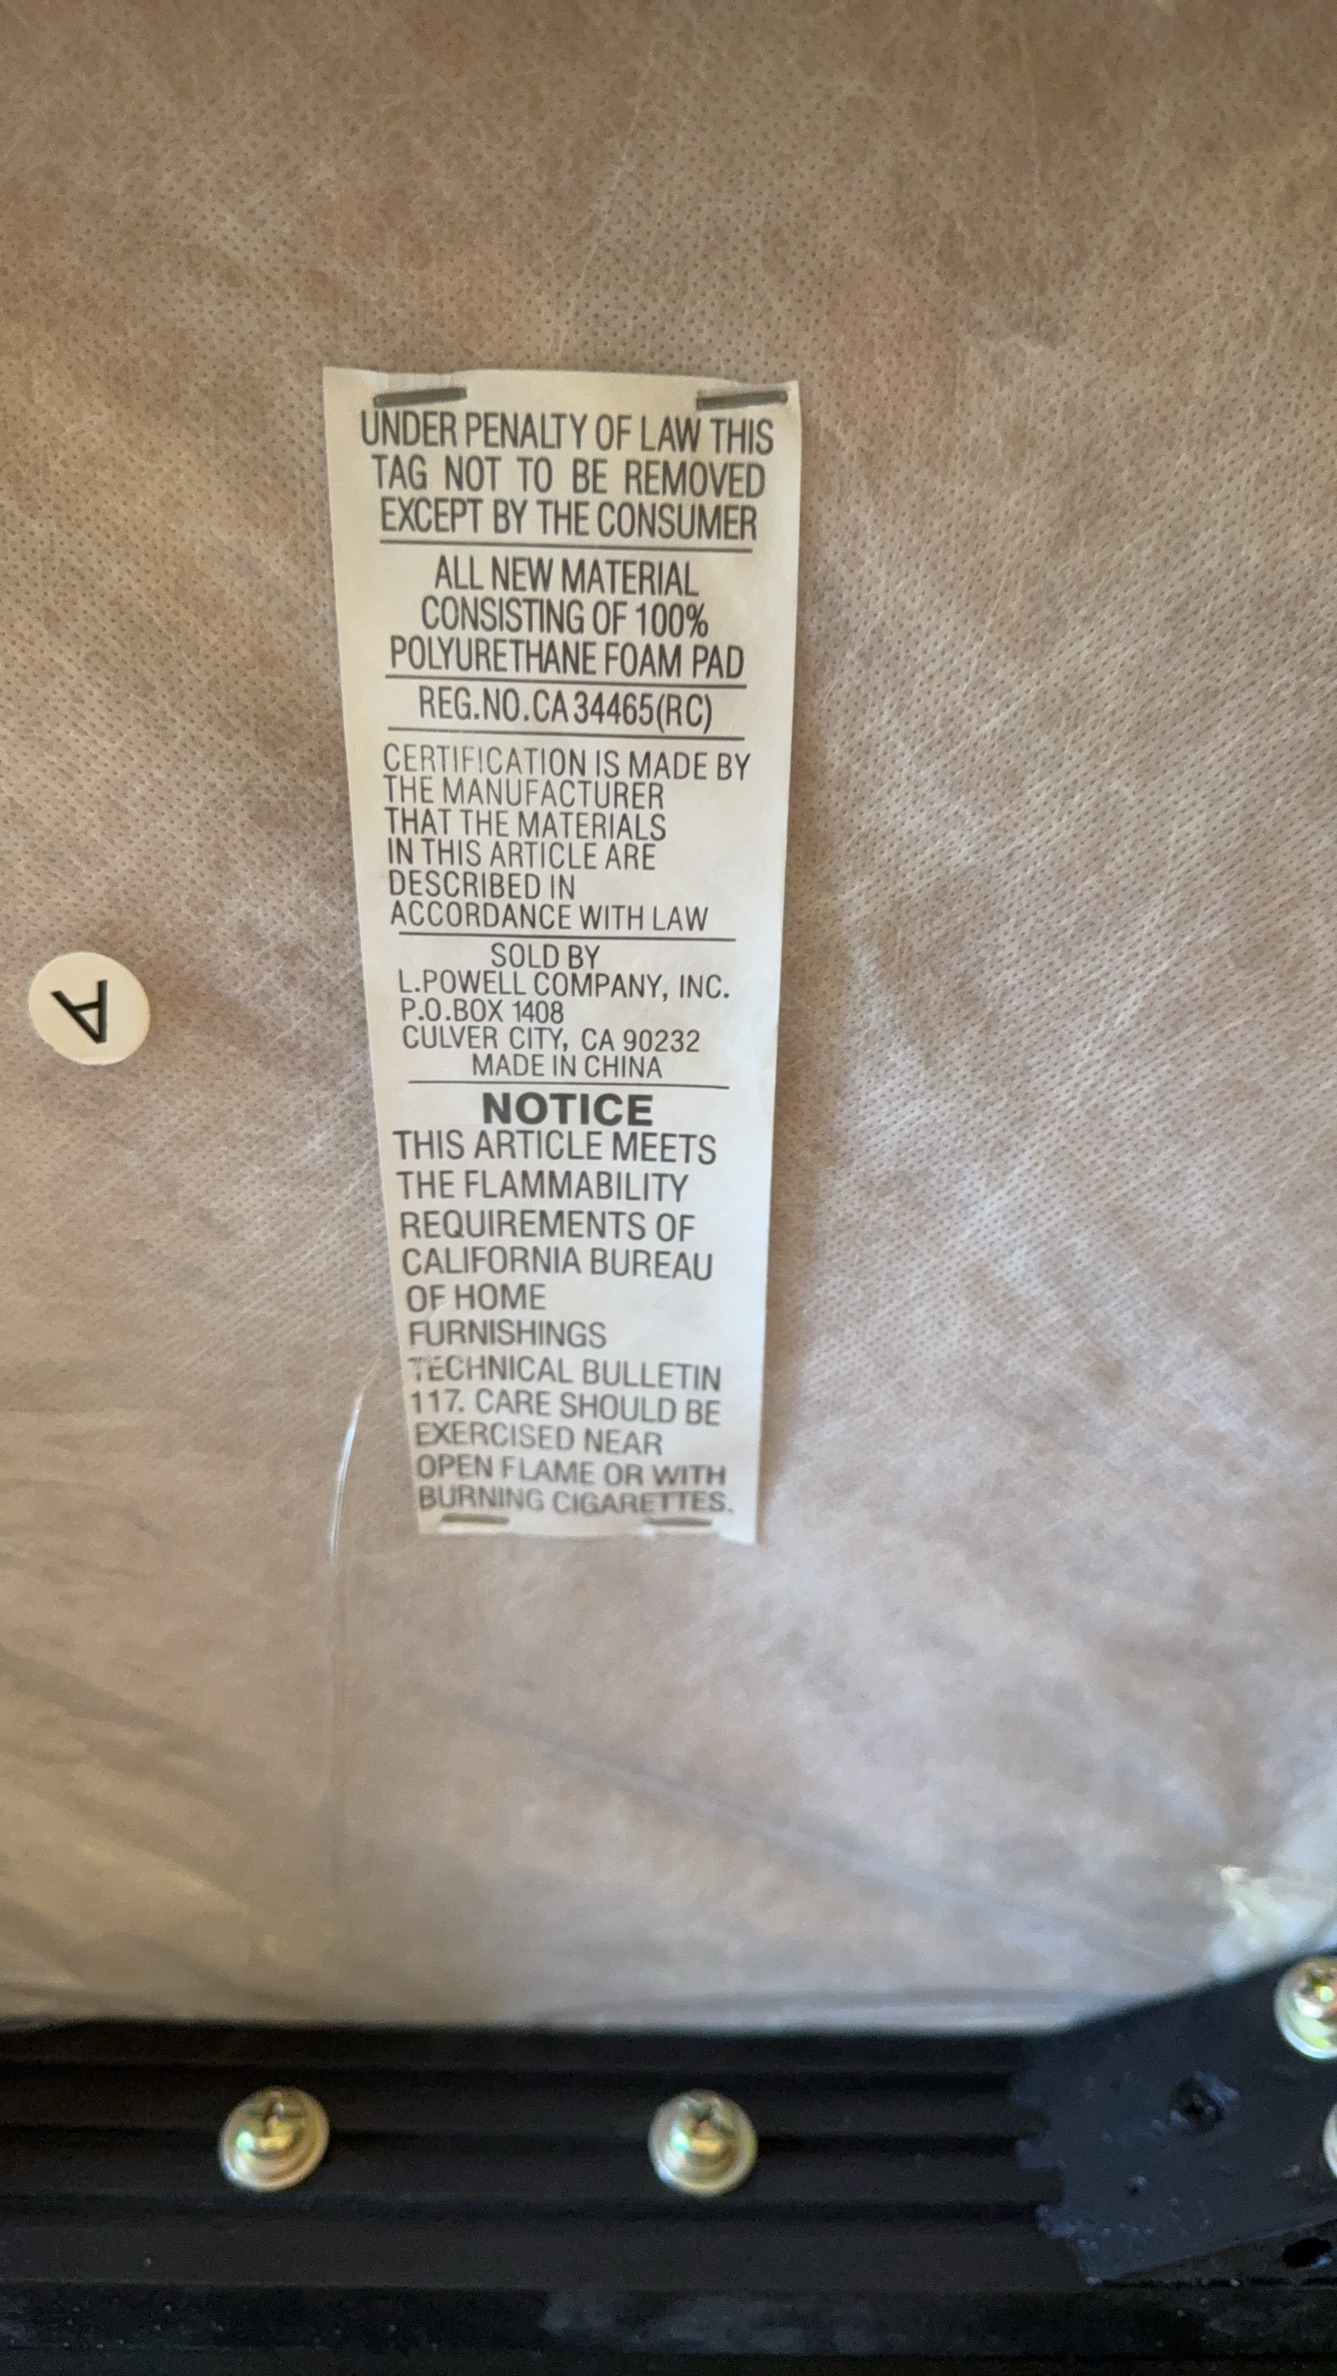 UNDER PENALTY OF LAW THIS
TAG NOT TO BE REMOVED
EXCEPT BY THE CONSUMER
ALL NEW MATERIAL
CONSISTING OF 100%
POLYURETHANE FOAM PAD
REG.NO.CA34465(RC)
CERTIFICATION IS MADE BY
THE MANUFACTURER
THAT THE MATERIALS
IN THIS ARTICLE ARE
DESCRIBED IN
ACCORDANCE WITH LAW
SOLD BY
L.POWELL COMPANY, INC.
P.O.BOX 1408
CULVER CITY, CA 90232
MADE IN CHINA
NOTICE
THIS ARTICLE MEETS
THE FLAMMABILITY
REQUIREMENTS OF
CALIFORNIA BUREAU
OF HOME
FURNISHINGS
TECHNICAL BULLETIN
117. CARE SHOULD BE
EXERCISED NEAR
OPEN FLAME OR WITH
BURNING CIGARETTES.
A